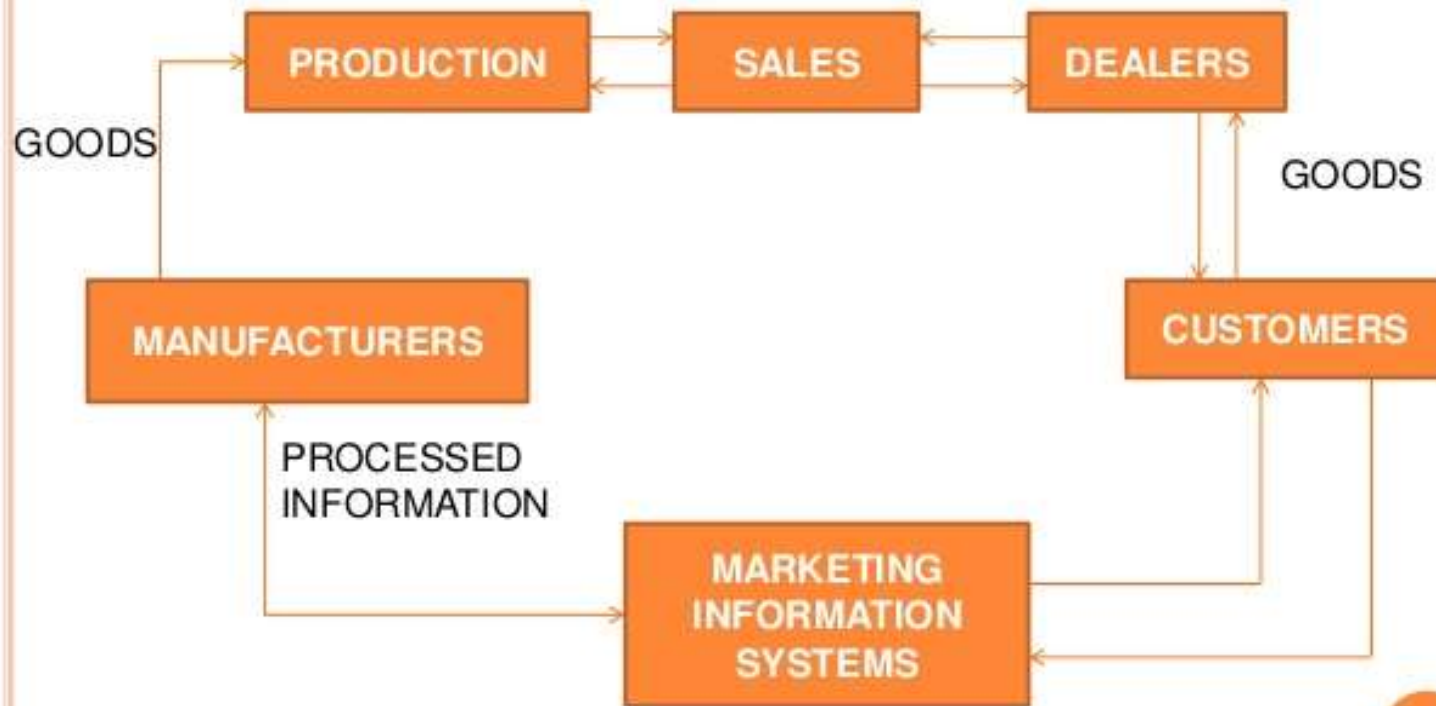 PRODUCTION
SALES
DEALERS
GOODS
GOODS
MANUFACTURERS
CUSTOMERS
PROCESSED
INFORMATION
MARKETING
INFORMATION
SYSTEMS